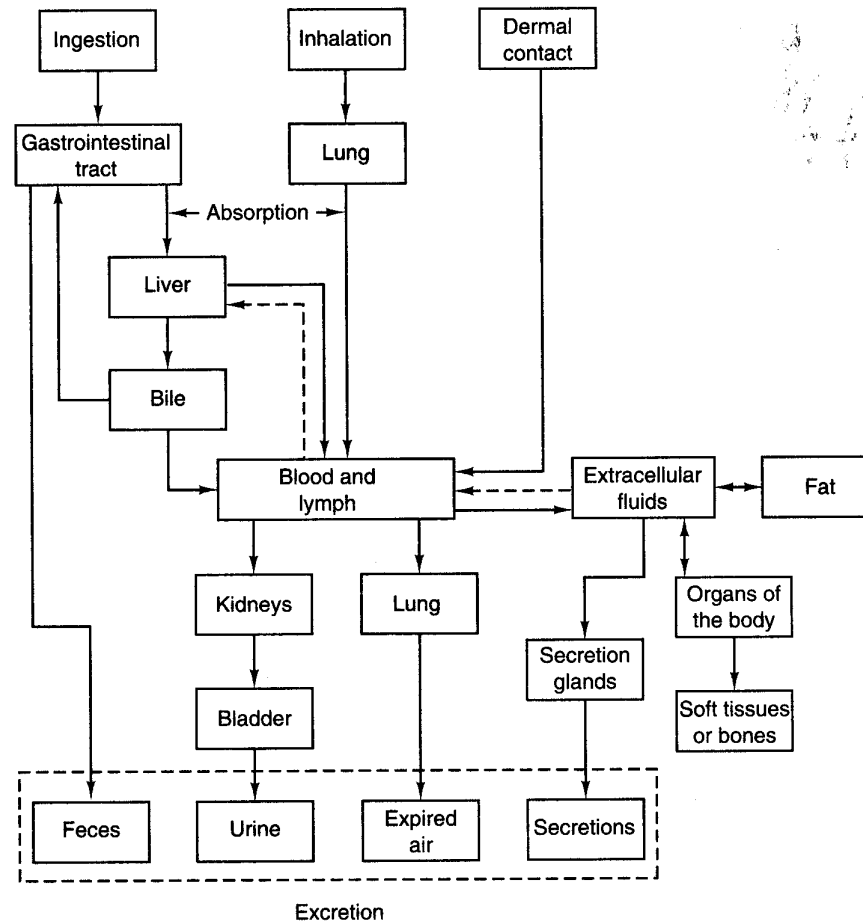 Ingestion
Inhalation
Dermal
contact
Gastrointestinal
tract
Lung
Absorption
Liver
Bile
Blood and
lymph
Extracellular
fluids
Fat
Kidneys
Lung
Organs of
the body
Secretion
glands
Bladder
Soft tissues
or bones
Feces
Urine
Expired
air
Secretions
Excretion